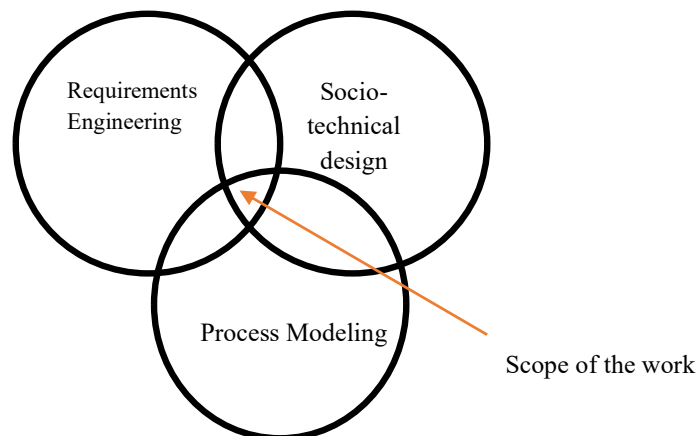 Requirements
Engineering
Socio-
technical
design
Process Modeling
Scope of the work